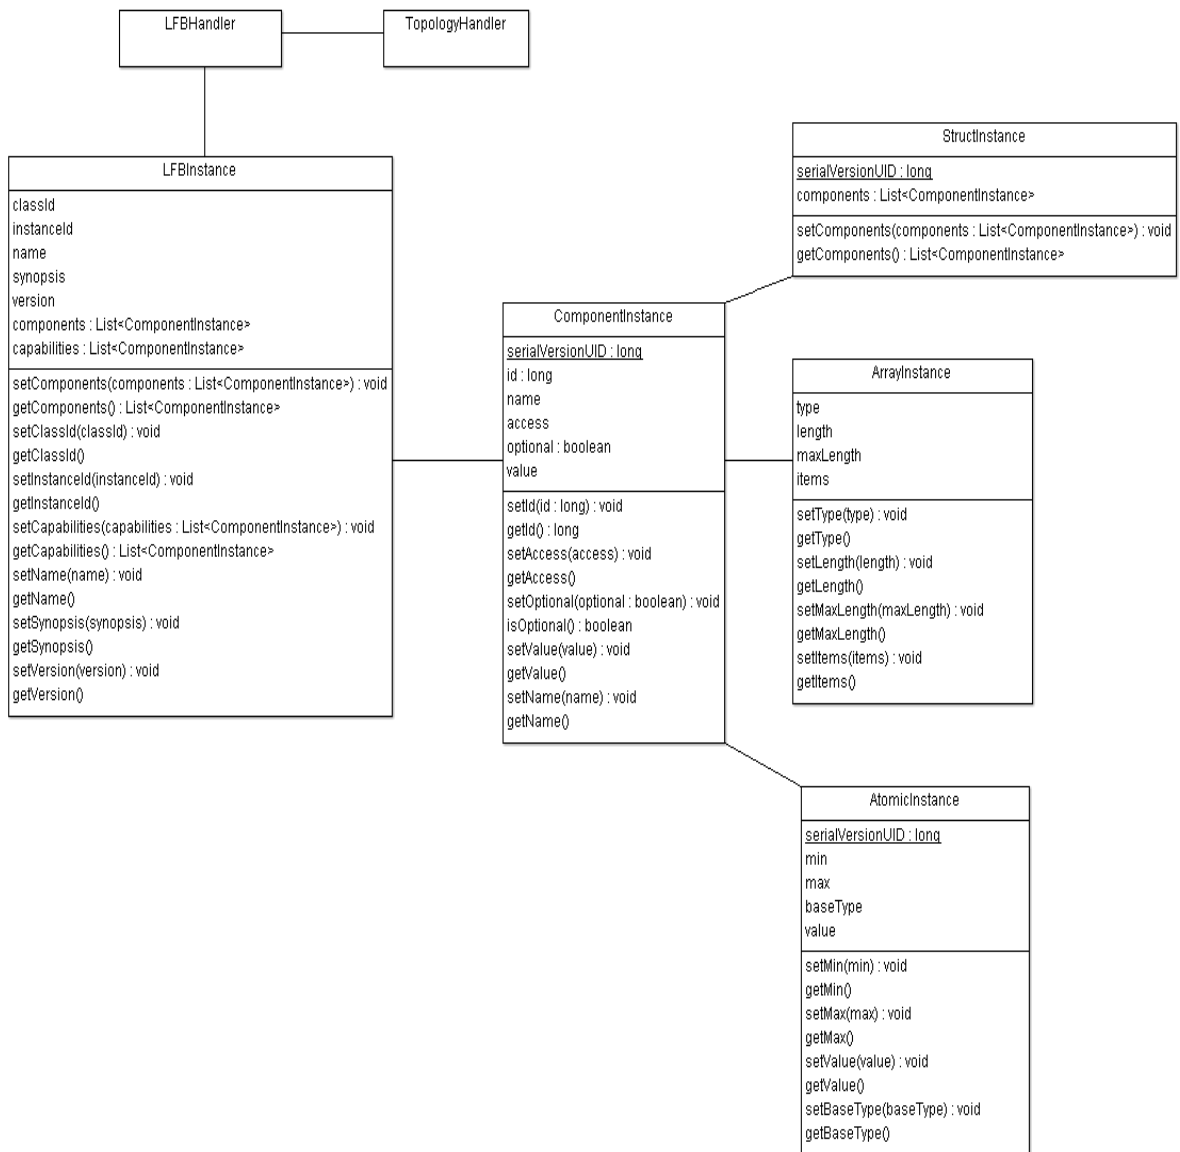 LFBHandler
TopologyHandler
LFBInstance
classId
instanceId
name
synopsis
version
components : List<ComponentInstance>
capabilities : List<ComponentInstance>
setComponents(components : List<ComponentInstance>) : void
getComponents() : List<ComponentInstance>
setClassId(classId) : void
getClassId()
setInstanceId(instanceId) : void
getInstanceId()
setCapabilities(capabilities : List<ComponentInstance>) : void
getCapabilities() : List<ComponentInstance>
setName(name) : void
getName()
setSynopsis(synopsis) : void
getSynopsis()
setVersion(version) : void
getVersion()
ComponentInstance
serialVersionUID : long
id : long
name
access
optional : boolean
value
setId(id : long) : void
getId() : long
setAccess(access) : void
getAccess()
setOptional(optional : boolean) : void
isOptional() : boolean
setValue(value) : void
getValue()
setName(name) : void
getName()
StructInstance
serialVersionUID : long
components : List<ComponentInstance>
setComponents(components : List<ComponentInstance>) : void
getComponents() : List<ComponentInstance>
ArrayInstance
type
length
maxLength
items
setType(type) : void
getType()
setLength(length) : void
getLength()
setMaxLength(maxLength) : void
getMaxLength()
setItems(items) : void
getItems()
AtomicInstance
serialVersionUID : long
min
max
baseType
value
setMin(min) : void
getMin()
setMax(max) : void
getMax()
setValue(value) : void
getValue()
setBaseType(baseType) : void
getBaseType()